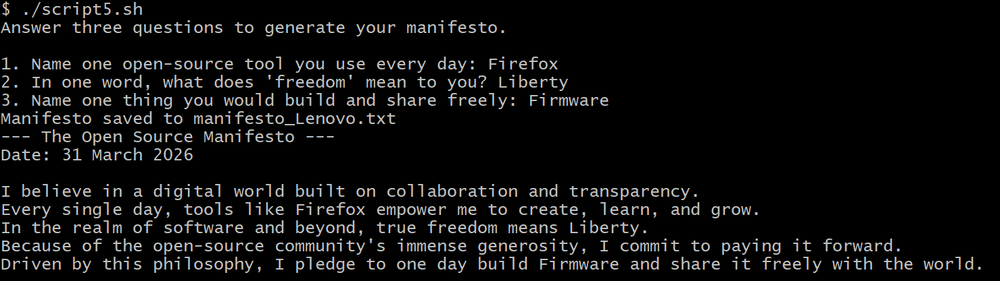 $ ./script5.sh
Answer three questions to generate your manifesto.
1. Name one open-source tool you use every day: Firefox
2. In one word, what does 'freedom' mean to you? Liberty
3. Name one thing you would build and share freely: Firmware
Manifesto saved to manifesto_Lenovo.txt
--- The Open Source Manifesto ---
Date: 31 March 2026
I believe in a digital world built on collaboration and transparency.
Every single day, tools like Firefox empower me to create, learn, and grow.
In the realm of software and beyond, true freedom means Liberty.
Because of the open-source community's immense generosity, I commit to paying it forward.
Driven by this philosophy, I pledge to one day build Firmware and share it freely with the world.